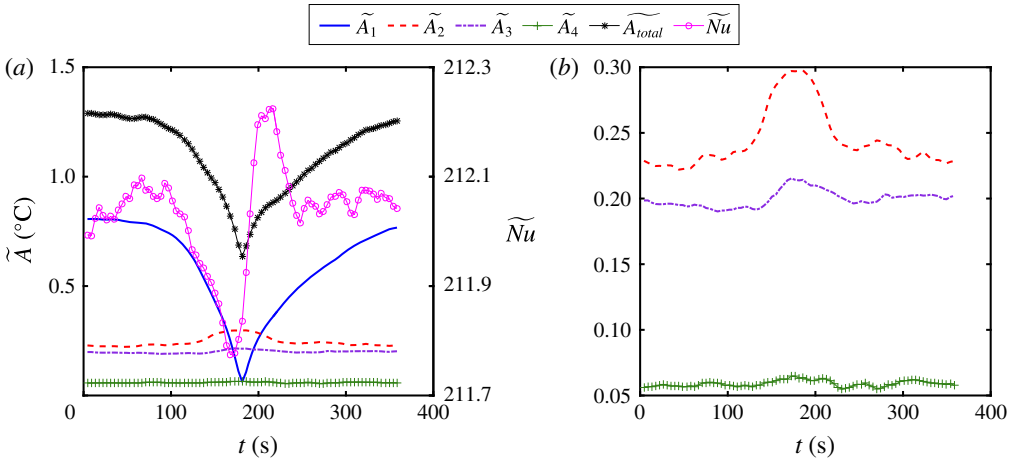 Ã₁ Ã₂ Ã₃ Ã₄ Ã_total Ñu
(a) 1.5 212.3 (b) 0.30
0.25
1.0 212.1
0.20
Ã (°C) Ñu
0.15
0.5 211.9
0.10
211.7 0.05
0 100 200 300 400 0 100 200 300 400
t (s) t (s)